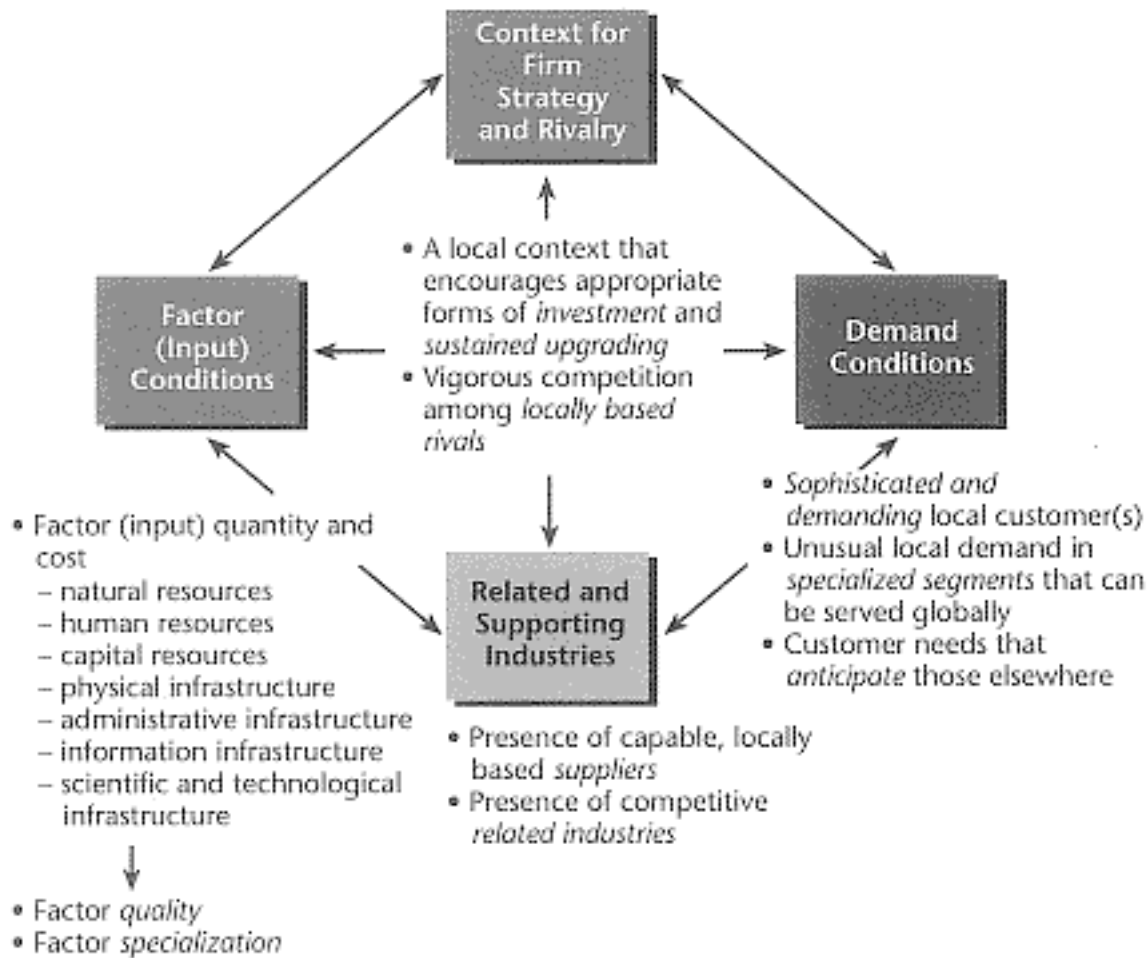 Context for
Firm
Strategy
and Rivalry
• A local context that
encourages appropriate
forms of investment and
sustained upgrading
• Vigorous competition
among locally based
rivals
Factor
(Input)
Conditions
Demand
Conditions
• Factor (input) quantity and
cost
– natural resources
– human resources
– capital resources
– physical infrastructure
– administrative infrastructure
– information infrastructure
– scientific and technological
infrastructure
• Factor quality
• Factor specialization
Related and
Supporting
Industries
• Presence of capable, locally
based suppliers
• Presence of competitive
related industries
• Sophisticated and
demanding local customer(s)
• Unusual local demand in
specialized segments that can
be served globally
• Customer needs that
anticipate those elsewhere